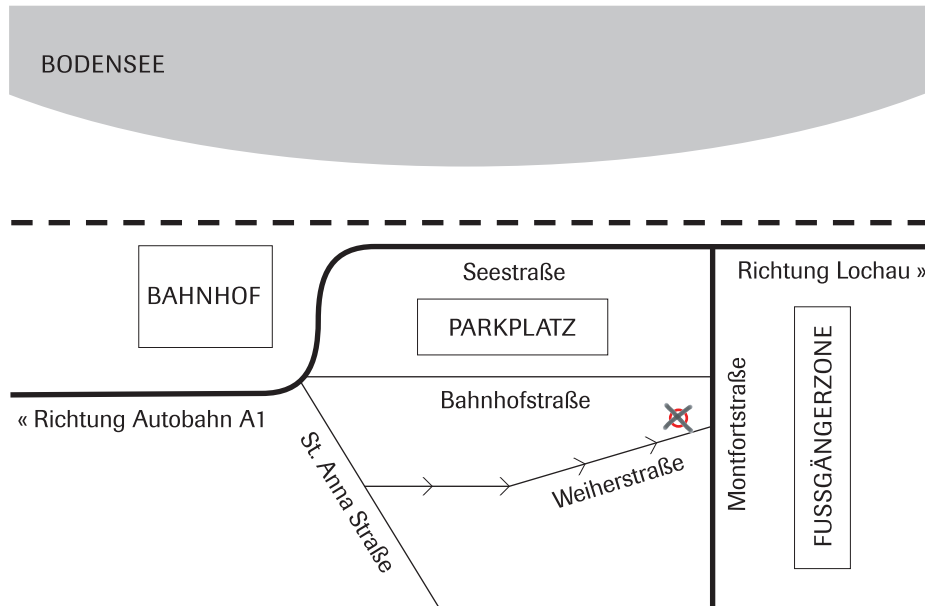 BODENSEE
BAHNHOF
Seestraße
Richtung Lochau »
PARKPLATZ
« Richtung Autobahn A1
Bahnhofstraße
St. Anna Straße
Weiherstraße
Montfortstraße
FUSSGÄNGERZONE